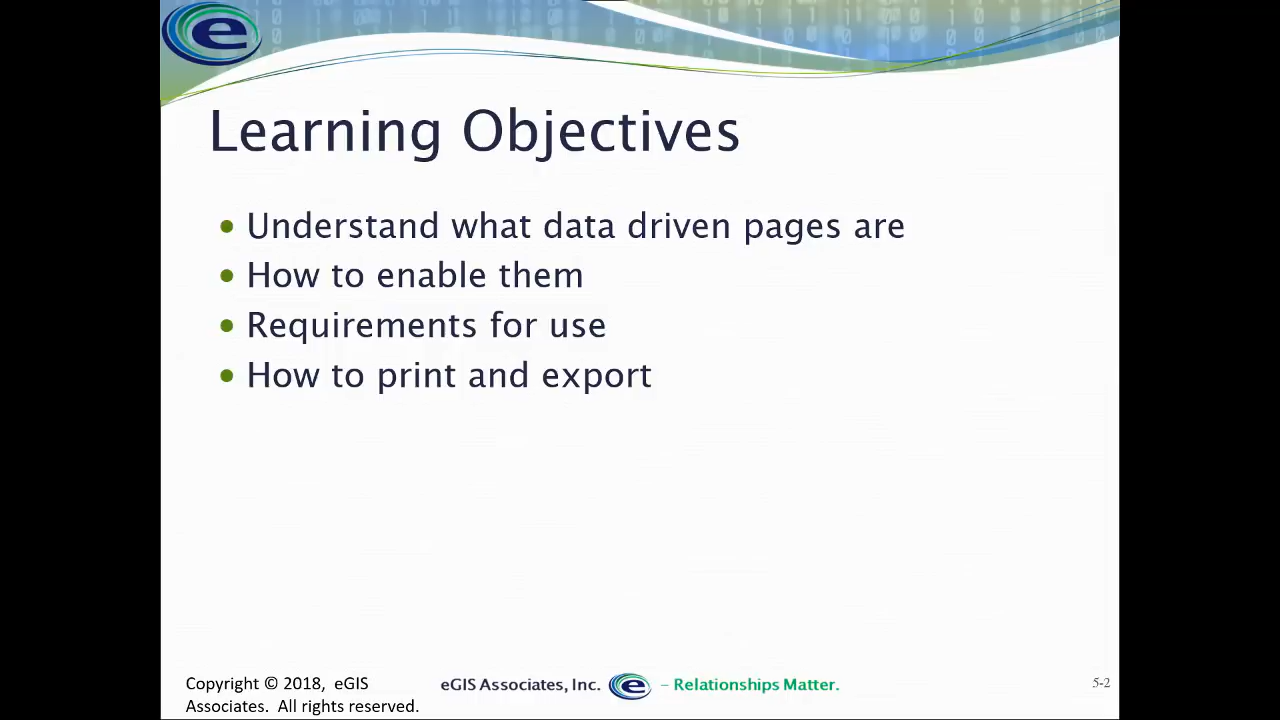 Learning Objectives
• Understand what data driven pages are
• How to enable them
• Requirements for use
• How to print and export
Copyright © 2018, eGIS
Associates. All rights reserved.
eGIS Associates, Inc. e – Relationships Matter.
5-2